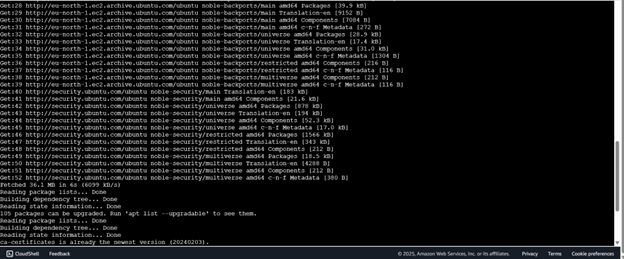 Get:28 http://eu-north-1.ec2.archive.ubuntu.com/ubuntu noble-backports/main amd64 Packages [39.9 kB]
Get:29 http://eu-north-1.ec2.archive.ubuntu.com/ubuntu noble-backports/main Translation-en [9152 B]
Get:30 http://eu-north-1.ec2.archive.ubuntu.com/ubuntu noble-backports/main amd64 Components [7084 B]
Get:31 http://eu-north-1.ec2.archive.ubuntu.com/ubuntu noble-backports/main amd64 c-n-f Metadata [272 B]
Get:32 http://eu-north-1.ec2.archive.ubuntu.com/ubuntu noble-backports/universe amd64 Packages [28.9 kB]
Get:33 http://eu-north-1.ec2.archive.ubuntu.com/ubuntu noble-backports/universe Translation-en [17.4 kB]
Get:34 http://eu-north-1.ec2.archive.ubuntu.com/ubuntu noble-backports/universe amd64 Components [31.0 kB]
Get:35 http://eu-north-1.ec2.archive.ubuntu.com/ubuntu noble-backports/universe amd64 c-n-f Metadata [1304 B]
Get:36 http://eu-north-1.ec2.archive.ubuntu.com/ubuntu noble-backports/restricted amd64 Components [216 B]
Get:37 http://eu-north-1.ec2.archive.ubuntu.com/ubuntu noble-backports/restricted amd64 c-n-f Metadata [116 B]
Get:38 http://eu-north-1.ec2.archive.ubuntu.com/ubuntu noble-backports/multiverse amd64 Components [212 B]
Get:39 http://eu-north-1.ec2.archive.ubuntu.com/ubuntu noble-backports/multiverse amd64 c-n-f Metadata [116 B]
Get:40 http://security.ubuntu.com/ubuntu noble-security/main Translation-en [183 kB]
Get:41 http://security.ubuntu.com/ubuntu noble-security/main amd64 Components [21.6 kB]
Get:42 http://security.ubuntu.com/ubuntu noble-security/universe amd64 Packages [878 kB]
Get:43 http://security.ubuntu.com/ubuntu noble-security/universe Translation-en [194 kB]
Get:44 http://security.ubuntu.com/ubuntu noble-security/universe amd64 Components [52.3 kB]
Get:45 http://security.ubuntu.com/ubuntu noble-security/universe amd64 c-n-f Metadata [17.0 kB]
Get:46 http://security.ubuntu.com/ubuntu noble-security/restricted amd64 Packages [1566 kB]
Get:47 http://security.ubuntu.com/ubuntu noble-security/restricted Translation-en [343 kB]
Get:48 http://security.ubuntu.com/ubuntu noble-security/restricted amd64 Components [212 B]
Get:49 http://security.ubuntu.com/ubuntu noble-security/multiverse amd64 Packages [18.5 kB]
Get:50 http://security.ubuntu.com/ubuntu noble-security/multiverse Translation-en [4288 B]
Get:51 http://security.ubuntu.com/ubuntu noble-security/multiverse amd64 Components [212 B]
Get:52 http://security.ubuntu.com/ubuntu noble-security/multiverse amd64 c-n-f Metadata [380 B]
Fetched 36.1 MB in 6s (6099 kB/s)
Reading package lists... Done
Building dependency tree... Done
Reading state information... Done
105 packages can be upgraded. Run 'apt list --upgradable' to see them.
Reading package lists... Done
Building dependency tree... Done
Reading state information... Done
ca-certificates is already the newest version (20240203).
CloudShell Feedback © 2025, Amazon Web Services, Inc. or its affiliates. Privacy Terms Cookie preferences